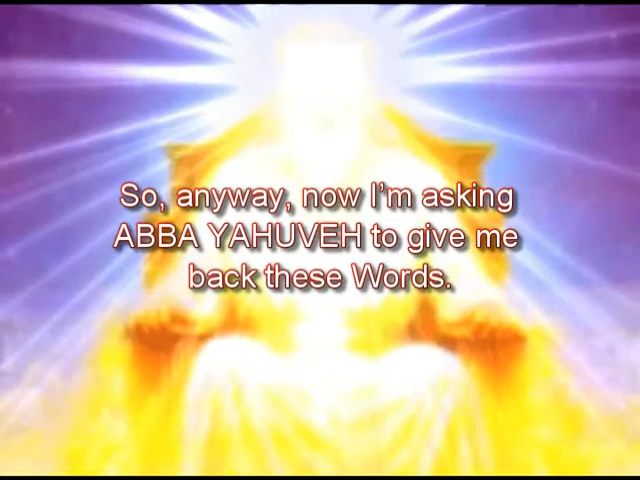 So, anyway, now I'm asking
ABBA YAHUVEH to give me
back these Words.